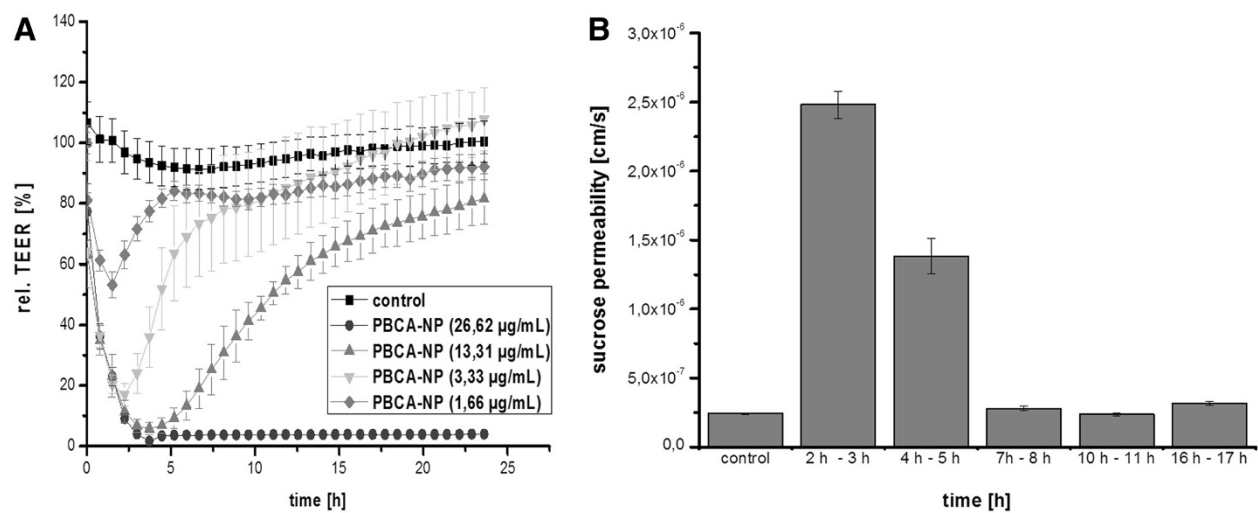 A
rel. TEER [%]
140
120
100
80
60
40
20
0
0
5
10
15
20
25
time [h]
control
PBCA-NP (26,62 µg/mL)
PBCA-NP (13,31 µg/mL)
PBCA-NP (3,33 µg/mL)
PBCA-NP (1,66 µg/mL)
B
sucrose permeability [cm/s]
3,0x10⁻⁶
2,5x10⁻⁶
2,0x10⁻⁶
1,5x10⁻⁶
1,0x10⁻⁶
5,0x10⁻⁷
0,0
control
2 h - 3 h
4 h - 5 h
7h - 8 h
10 h - 11 h
16 h - 17 h
time [h]